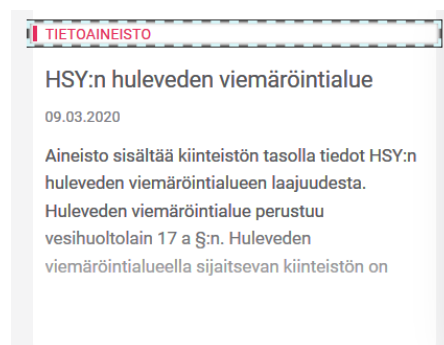 TIETOAINEISTO
HSY:n huleveden viemäröintialue
09.03.2020
Aineisto sisältää kiinteistön tasolla tiedot HSY:n
huleveden viemäröintialueen laajuudesta.
Huleveden viemäröintialue perustuu
vesihuoltolain 17 a §:n. Huleveden
viemäröintialueella sijaitsevan kiinteistön on